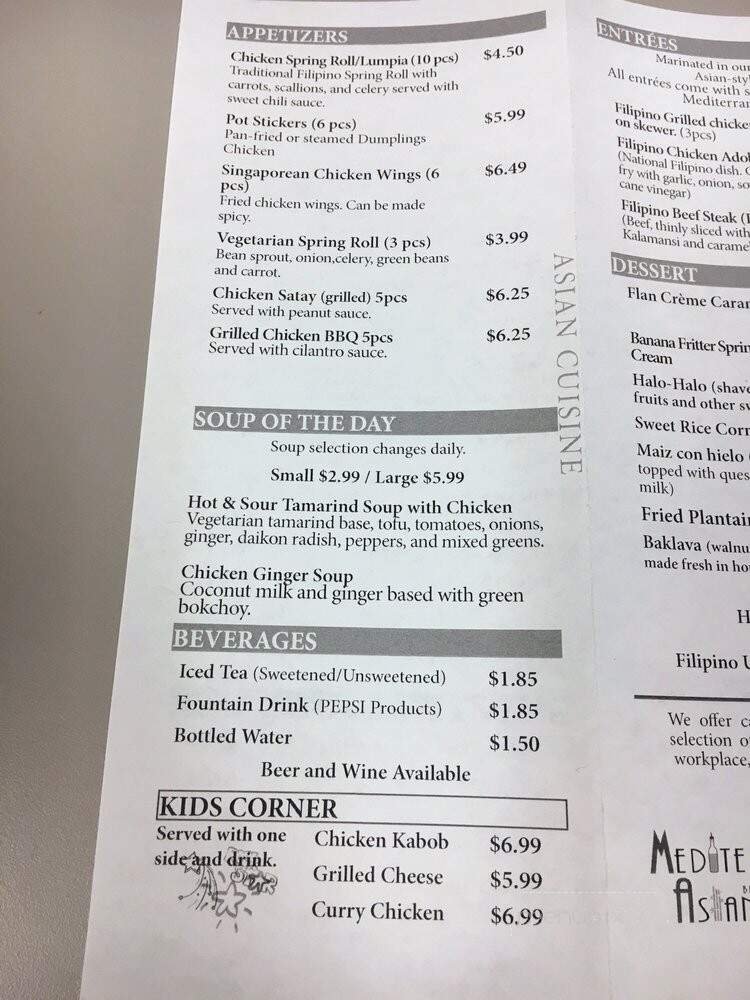 APPETIZERS
Chicken Spring Roll/Lumpia (10 pcs) $4.50
Traditional Filipino Spring Roll with
carrots, scallions, and celery served with
sweet chili sauce.
Pot Stickers (6 pcs) $5.99
Pan-fried or steamed Dumplings
Chicken
Singaporean Chicken Wings (6 $6.49
pcs)
Fried chicken wings. Can be made
spicy.
Vegetarian Spring Roll (3 pcs) $3.99
Bean sprout, onion,celery, green beans
and carrot.
Chicken Satay (grilled) 5pcs $6.25
Served with peanut sauce.
Grilled Chicken BBQ 5pcs $6.25
Served with cilantro sauce.
SOUP OF THE DAY
Soup selection changes daily.
Small $2.99 / Large $5.99
Hot & Sour Tamarind Soup with Chicken
Vegetarian tamarind base, tofu, tomatoes, onions,
ginger, daikon radish, peppers, and mixed greens.
Chicken Ginger Soup
Coconut milk and ginger based with green
bokchoy.
BEVERAGES
Iced Tea (Sweetened/Unsweetened) $1.85
Fountain Drink (PEPSI Products) $1.85
Bottled Water $1.50
Beer and Wine Available
KIDS CORNER
Served with one
side and drink.
Chicken Kabob $6.99
Grilled Cheese $5.99
Curry Chicken $6.99
ASIAN CUISINE
ENTRÉES
Marinated in our
Asian-sty
All entrées come with s
Mediterra
Filipino Grilled chicke
on skewer. (3pcs)
Filipino Chicken Ado
(National Filipino dish.
fry with garlic, onion, so
cane vinegar)
Filipino Beef Steak
(Beef, thinly sliced with
Kalamansi and carame
DESSERT
Flan Crème Carar
Banana Fritter Sprin
Cream
Halo-Halo (shave
fruits and other sw
Sweet Rice Corr
Maiz con hielo
topped with ques
milk)
Fried Plantai
Baklava (walnu
made fresh in ho
H
Filipino
We offer ca
selection o
workplace,
MEDITE
ASIAN